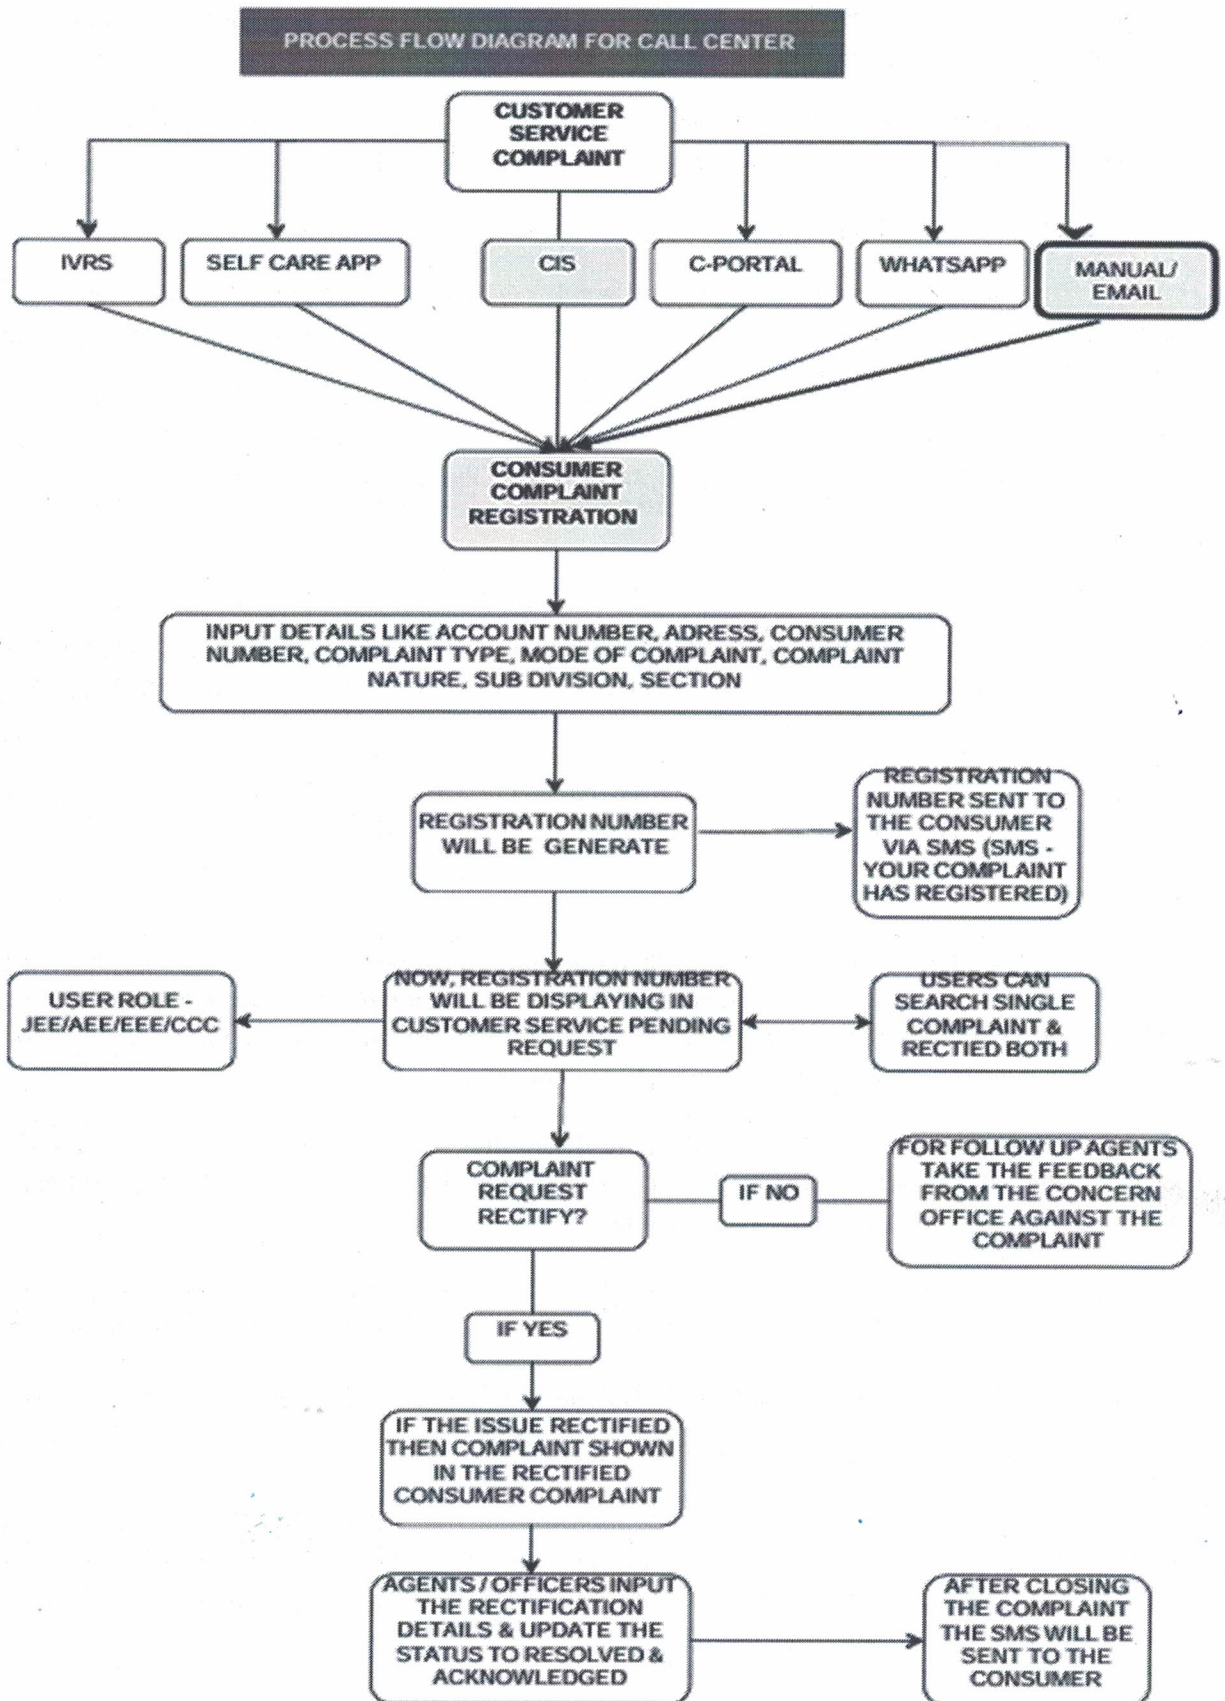 PROCESS FLOW DIAGRAM FOR CALL CENTER
CUSTOMER
SERVICE
COMPLAINT
IVRS
SELF CARE APP
CIS
C-PORTAL
WHATSAPP
MANUAL/
EMAIL
CONSUMER
COMPLAINT
REGISTRATION
INPUT DETAILS LIKE ACCOUNT NUMBER, ADRESS, CONSUMER
NUMBER, COMPLAINT TYPE, MODE OF COMPLAINT, COMPLAINT
NATURE, SUB DIVISION, SECTION
REGISTRATION NUMBER
WILL BE GENERATE
REGISTRATION
NUMBER SENT TO
THE CONSUMER
VIA SMS (SMS -
YOUR COMPLAINT
HAS REGISTERED)
USER ROLE -
JEE/AEE/EEE/CCC
NOW, REGISTRATION NUMBER
WILL BE DISPLAYING IN
CUSTOMER SERVICE PENDING
REQUEST
USERS CAN
SEARCH SINGLE
COMPLAINT &
RECTIED BOTH
COMPLAINT
REQUEST
RECTIFY?
IF NO
FOR FOLLOW UP AGENTS
TAKE THE FEEDBACK
FROM THE CONCERN
OFFICE AGAINST THE
COMPLAINT
IF YES
IF THE ISSUE RECTIFIED
THEN COMPLAINT SHOWN
IN THE RECTIFIED
CONSUMER COMPLAINT
AGENTS / OFFICERS INPUT
THE RECTIFICATION
DETAILS & UPDATE THE
STATUS TO RESOLVED &
ACKNOWLEDGED
AFTER CLOSING
THE COMPLAINT
THE SMS WILL BE
SENT TO THE
CONSUMER